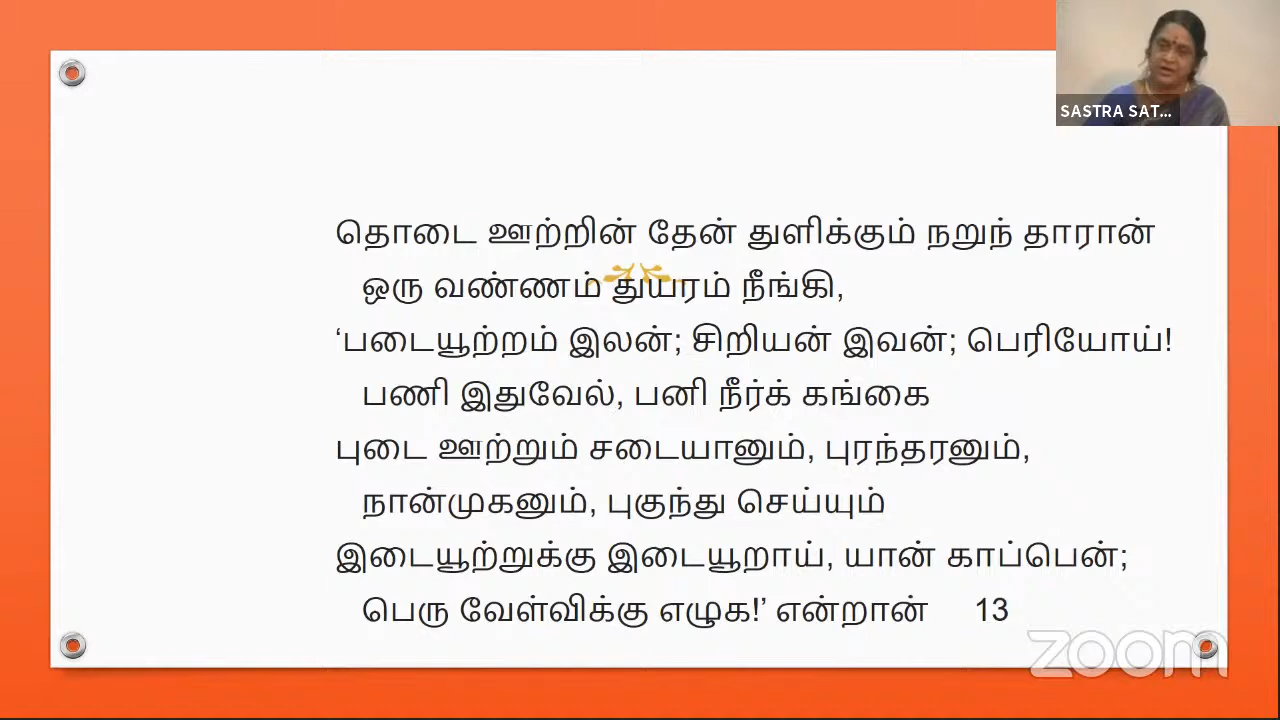 SASTRA SAT...
தொடை ஊற்றின் தேன் துளிக்கும் நறுந் தாரான்
ஒரு வண்ணம் துயரம் நீங்கி,
‘படையூற்றம் இலன்; சிறியன் இவன்; பெரியோய்!
பணி இதுவேல், பனி நீர்க் கங்கை
புடை ஊற்றும் சடையானும், புரந்தரனும்,
நான்முகனும், புகுந்து செய்யும்
இடையூற்றுக்கு இடையூறாய், யான் காப்பென்;
பெரு வேள்விக்கு எழுக!’ என்றான் 13
zoom